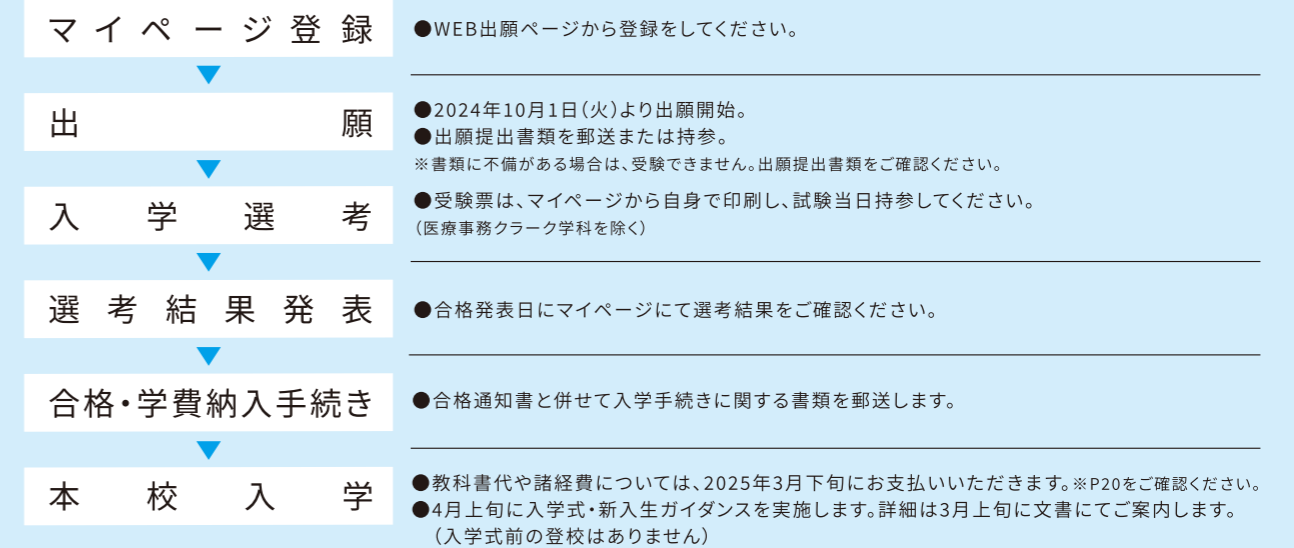 マイページ登録
●WEB出願ページから登録をしてください。
出願
●2024年10月1日(火)より出願開始。
●出願提出書類を郵送または持参。
※書類に不備がある場合は、受験できません。出願提出書類をご確認ください。
入学選考
●受験票は、マイページから自身で印刷し、試験当日持参してください。
(医療事務クラーク学科を除く)
選考結果発表
●合格発表日にマイページにて選考結果をご確認ください。
合格・学費納入手続き
●合格通知書と併せて入学手続きに関する書類を郵送します。
本校入学
●教科書代や諸経費については、2025年3月下旬にお支払いいただきます。※P20をご確認ください。
●4月上旬に入学式・新入生ガイダンスを実施します。詳細は3月上旬に文書にてご案内します。
(入学式前の登校はありません)